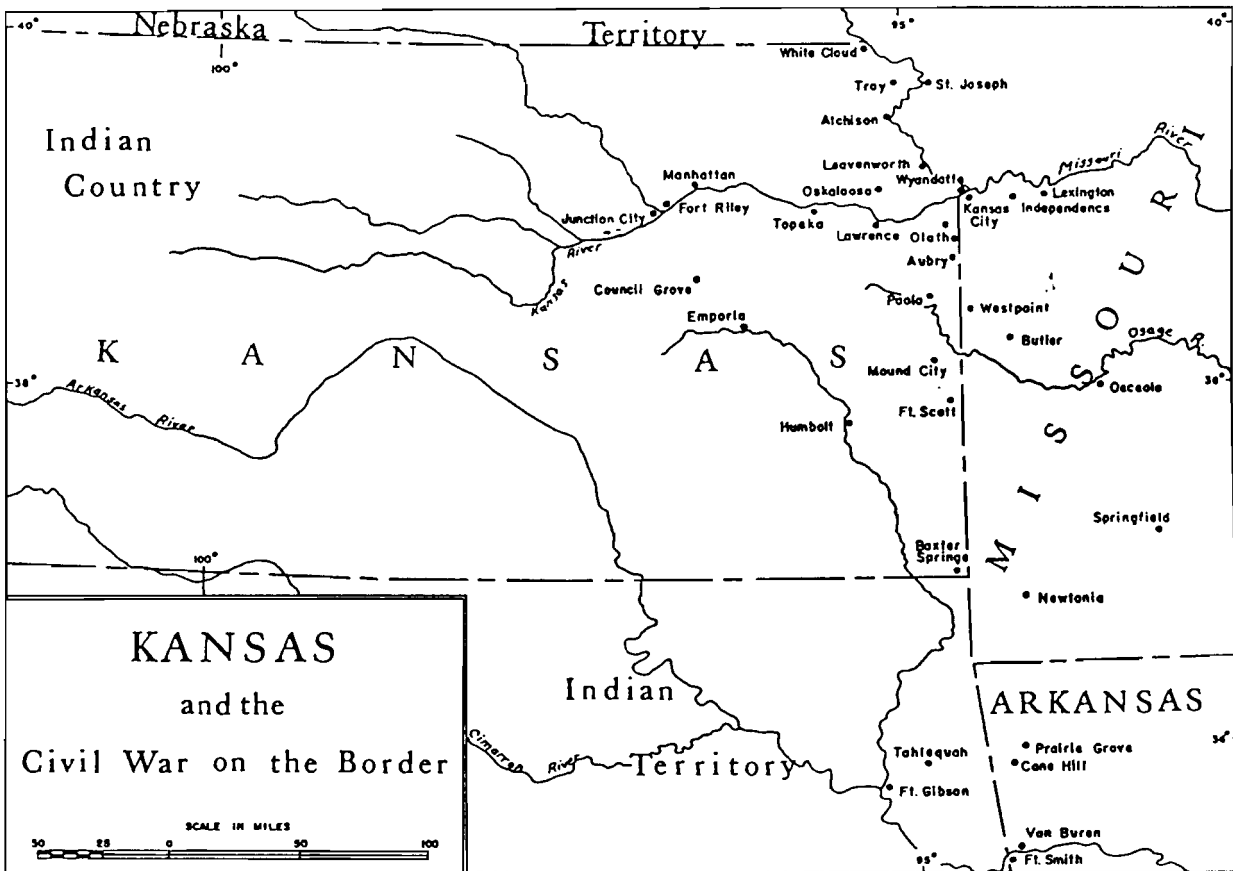 40°
Nebraska
Territory
95
40°
100°
White Cloud
Troy
St. Joseph
Atchison
Indian
Country
Missouri
River
Leavenworth
Wyandott
Manhattan
Oskaloosa
Lexington
Kansas
City
Independence
Junction City
Fort Riley
Topeka
Lawrence
Olath
River
Aubry
Kansas
Council Grove
Paola
Westpoint
Emporia
Butler
Osage R.
KANSAS
Mound City
38°
38°
Osceola
Arkansas
River
Ft. Scott
Humbolt
MISSOURI
Springfield
Baxter
Springs
100°
Newtonia
KANSAS
and the
Civil War on the Border
SCALE IN MILES
50 25 0 50 100
Indian
Territory
ARKANSAS
Cimarron
River
36°
Tahlequah
Prairie Grove
Cane Hill
Ft. Gibson
Van Buren
95°
Ft. Smith